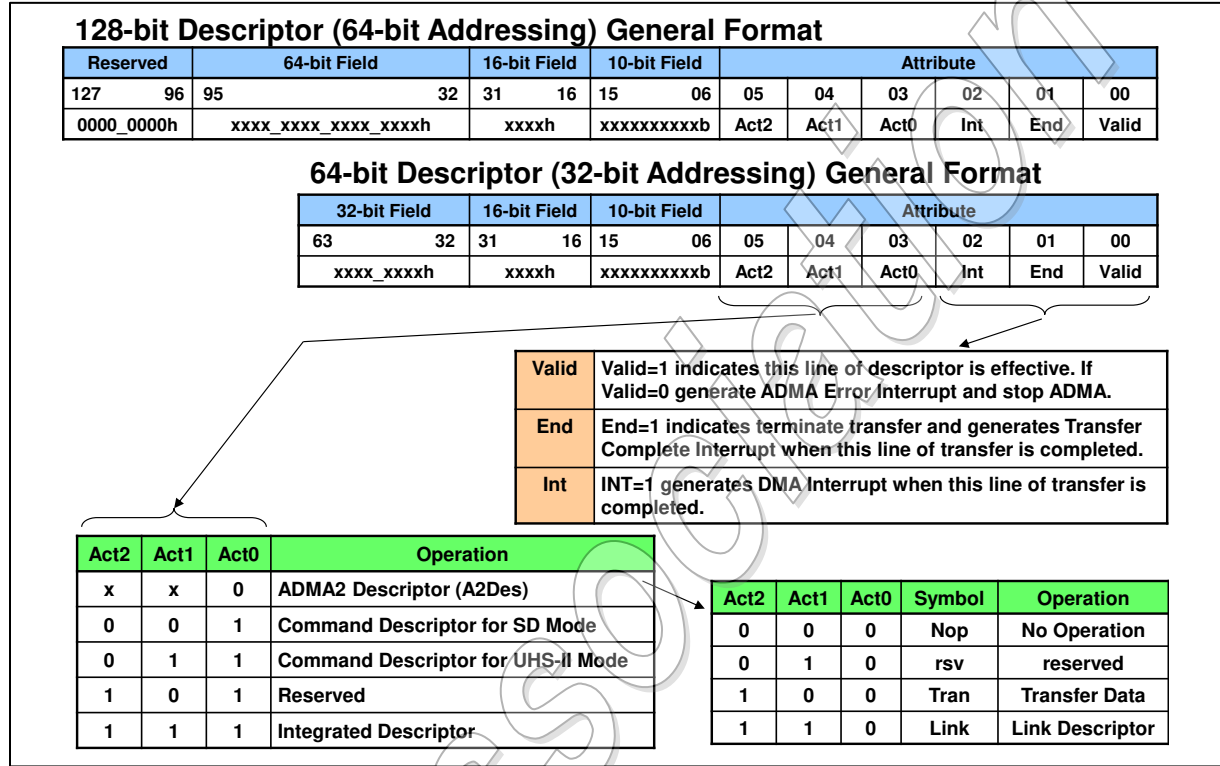 128-bit Descriptor (64-bit Addressing) General Format
Reserved 64-bit Field 16-bit Field 10-bit Field Attribute
127 96 95 32 31 16 15 06 05 04 03 02 01 00
0000_0000h xxxx_xxxx_xxxx_xxxxh xxxxh xxxxxxxxxxb Act2 Act1 Act0 Int End Valid
64-bit Descriptor (32-bit Addressing) General Format
32-bit Field 16-bit Field 10-bit Field Attribute
63 32 31 16 15 06 05 04 03 02 01 00
xxxx_xxxxh xxxxh xxxxxxxxxxb Act2 Act1 Act0 Int End Valid
Valid Valid=1 indicates this line of descriptor is effective. If
Valid=0 generate ADMA Error Interrupt and stop ADMA.
End End=1 indicates terminate transfer and generates Transfer
Complete Interrupt when this line of transfer is completed.
Int INT=1 generates DMA Interrupt when this line of transfer is
completed.
Act2 Act1 Act0 Operation
x x 0 ADMA2 Descriptor (A2Des)
0 0 1 Command Descriptor for SD Mode
0 1 1 Command Descriptor for UHS-II Mode
1 0 1 Reserved
1 1 1 Integrated Descriptor
Act2 Act1 Act0 Symbol Operation
0 0 0 Nop No Operation
0 1 0 rsv reserved
1 0 0 Tran Transfer Data
1 1 0 Link Link Descriptor
ssociation